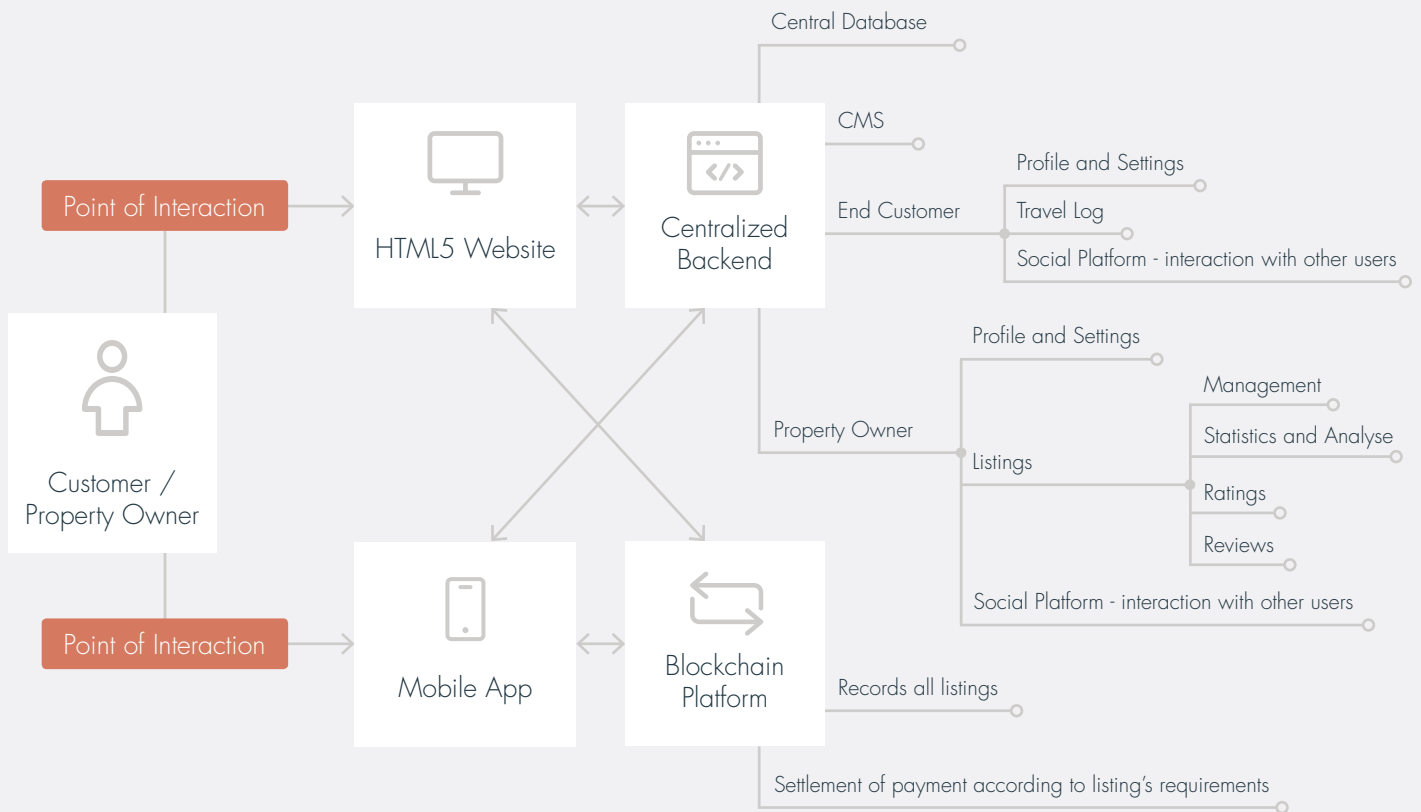 Central Database
CMS
Profile and Settings
Point of Interaction
End Customer
Travel Log
HTML5 Website
Centralized
Backend
Social Platform - interaction with other users
Profile and Settings
Management
Property Owner
Statistics and Analyse
Listings
Customer /
Property Owner
Ratings
Reviews
Social Platform - interaction with other users
Point of Interaction
Mobile App
Blockchain
Platform
Records all listings
Settlement of payment according to listing's requirements